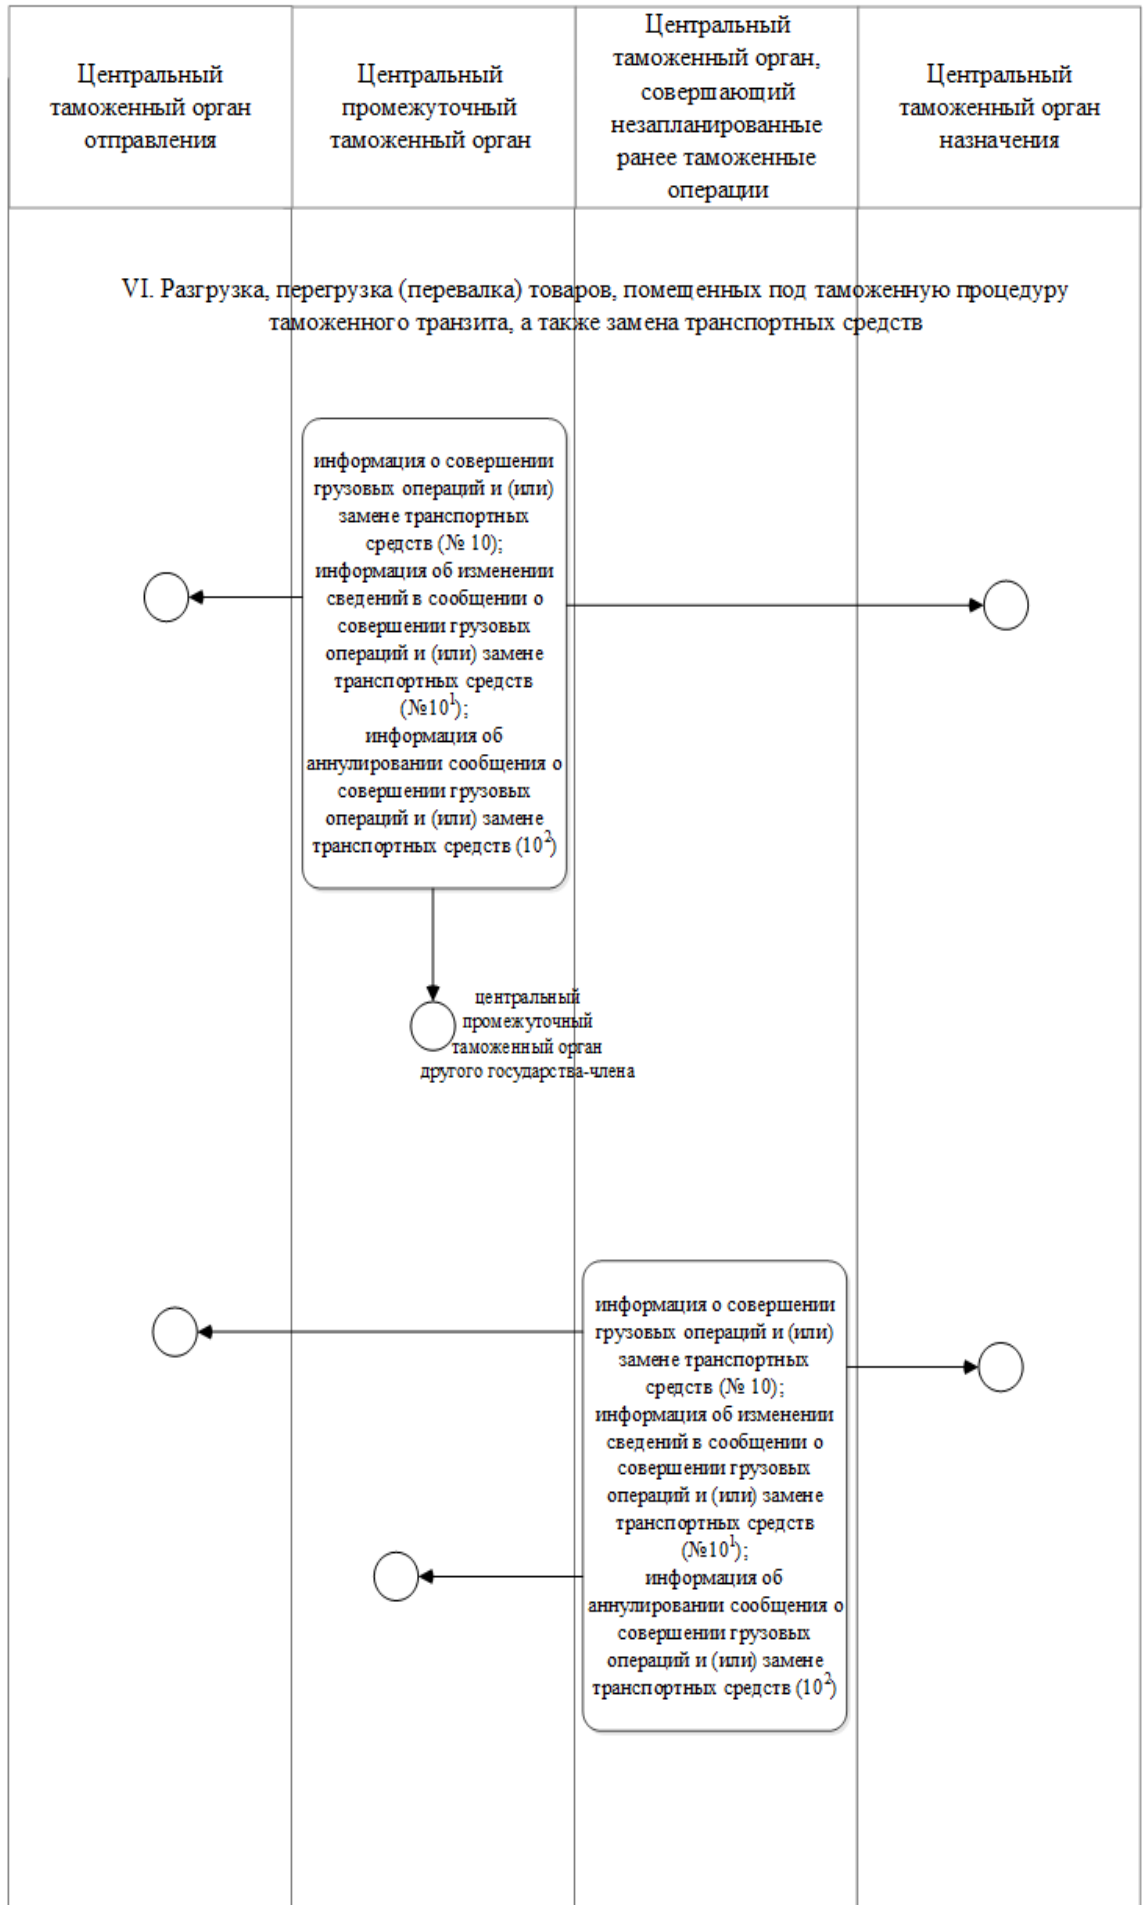 Центральный
таможенный орган
отправления
Центральный
промежуточный
таможенный орган
Центральный
таможенный орган,
совершающий
незапланированные
ранее таможенные
операции
Центральный
таможенный орган
назначения
VI. Разгрузка, перегрузка (перевалка) товаров, помещенных под таможенную процедуру
таможенного транзита, а также замена транспортных средств
информация о совершении
грузовых операций и (или)
замене транспортных
средств (№ 10);
информация об изменении
сведений в сообщении о
совершении грузовых
операций и (или) замене
транспортных средств
(№10¹);
информация об
аннулировании сообщения о
совершении грузовых
операций и (или) замене
транспортных средств (10²)
центральный
промежуточный
таможенный орган
другого государства-члена
информация о совершении
грузовых операций и (или)
замене транспортных
средств (№ 10);
информация об изменении
сведений в сообщении о
совершении грузовых
операций и (или) замене
транспортных средств
(№10¹);
информация об
аннулировании сообщения о
совершении грузовых
операций и (или) замене
транспортных средств (10²)